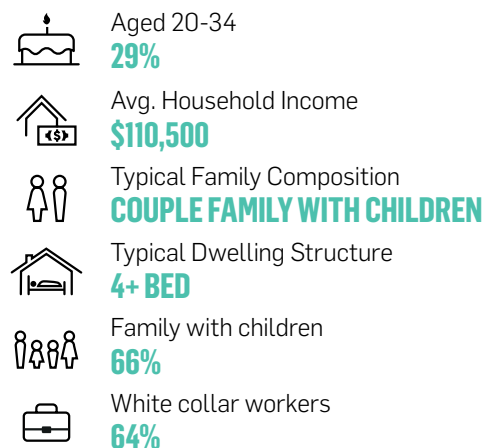 Aged 20-34
29%
Avg. Household Income
$110,500
Typical Family Composition
COUPLE FAMILY WITH CHILDREN
Typical Dwelling Structure
4+ BED
Family with children
66%
White collar workers
64%